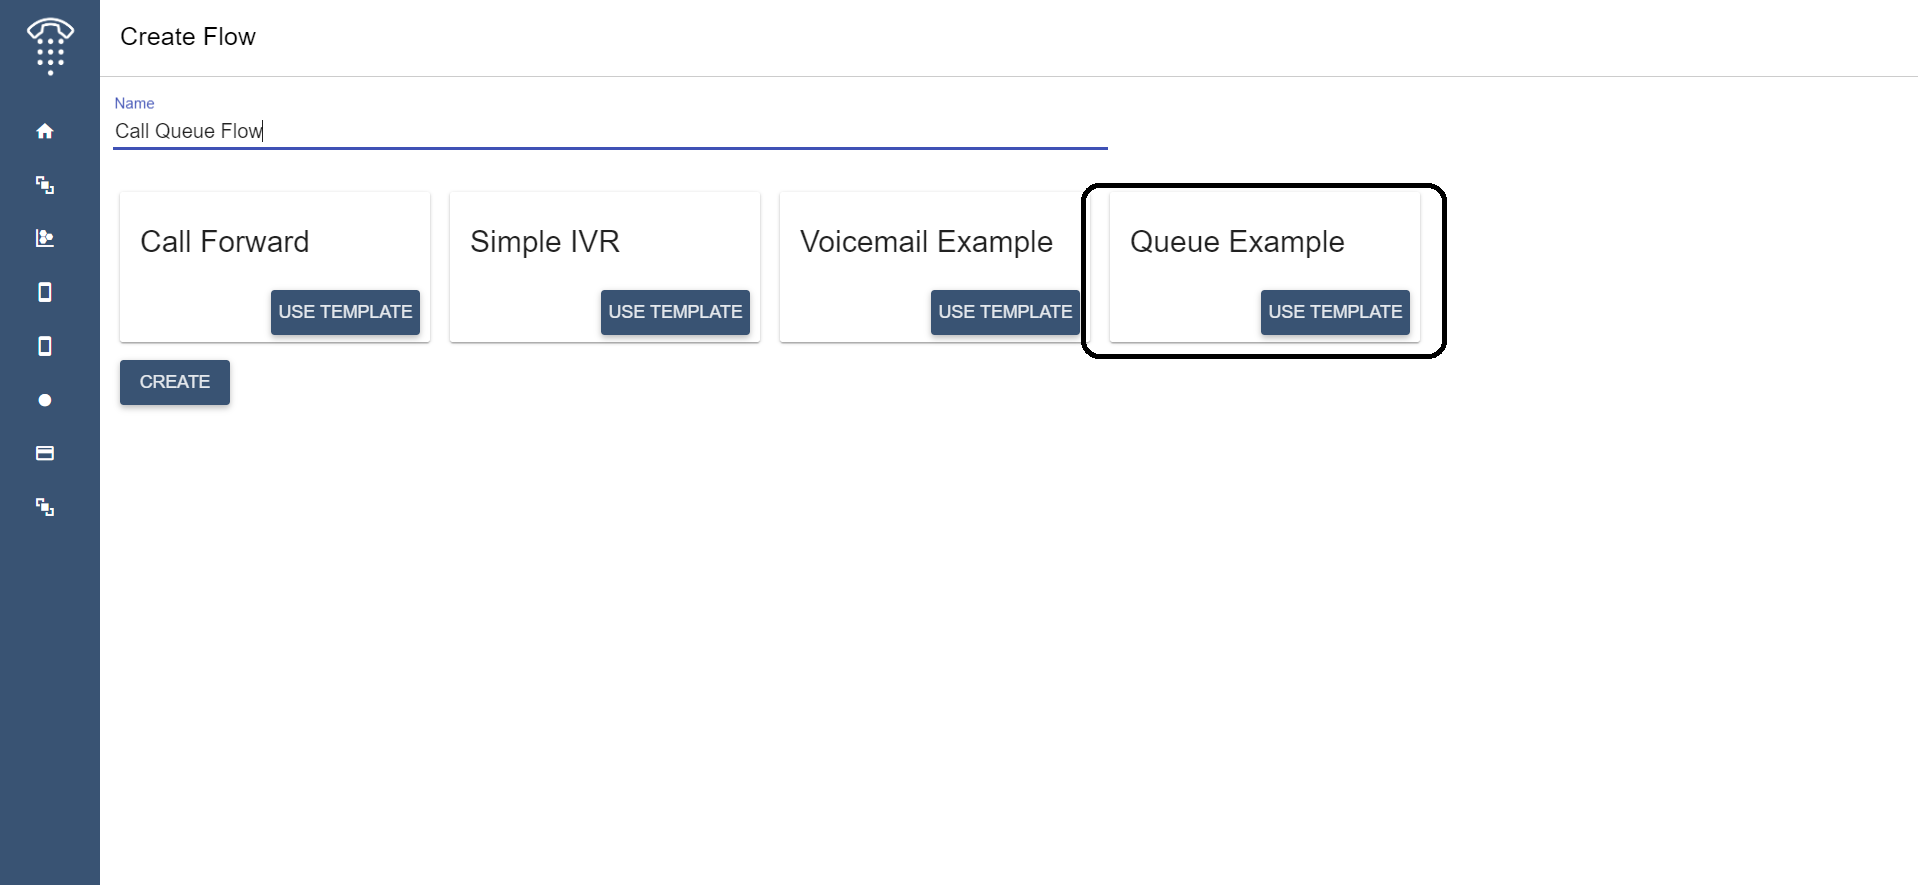 Create Flow
Name
Call Queue Flow
Call Forward
USE TEMPLATE
Simple IVR
USE TEMPLATE
Voicemail Example
USE TEMPLATE
Queue Example
USE TEMPLATE
CREATE